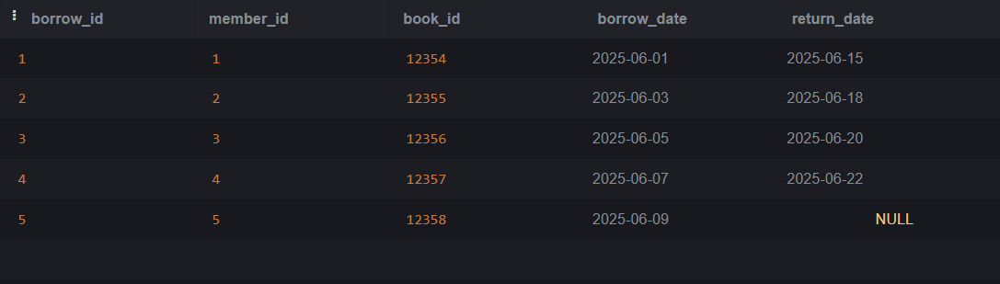 borrow_id member_id book_id borrow_date return_date
1 1 12354 2025-06-01 2025-06-15
2 2 12355 2025-06-03 2025-06-18
3 3 12356 2025-06-05 2025-06-20
4 4 12357 2025-06-07 2025-06-22
5 5 12358 2025-06-09 NULL